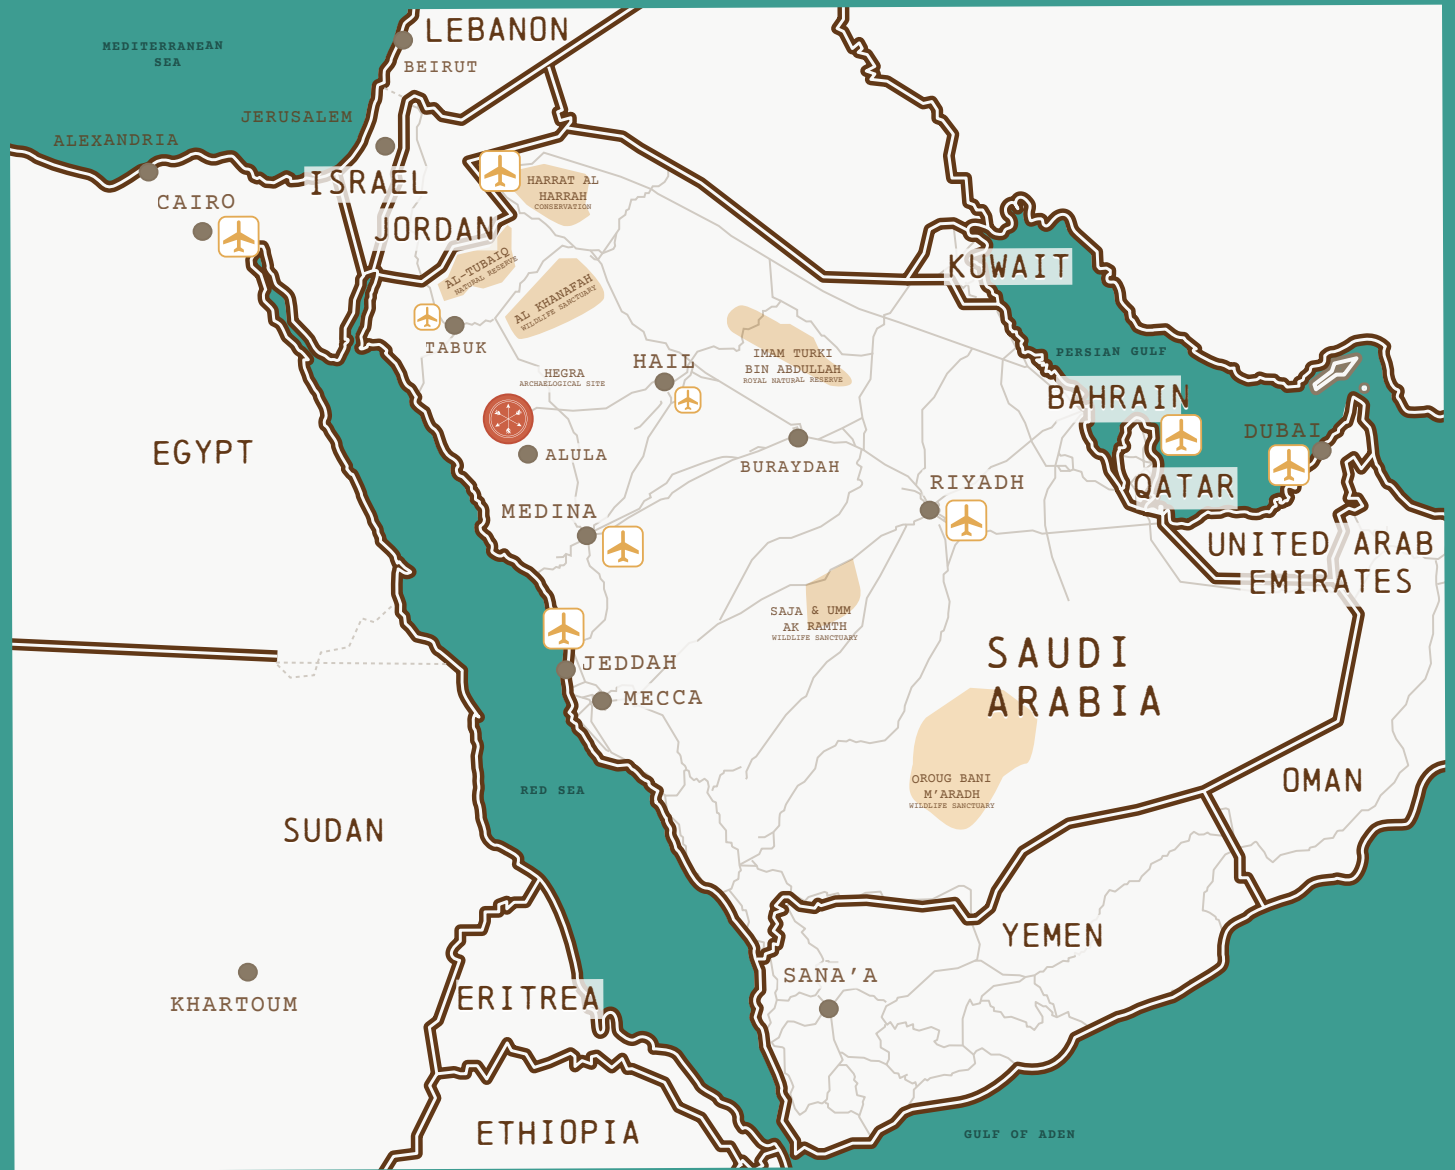 LEBANON
MEDITERRANEAN
SEA
BEIRUT
JERUSALEM
ALEXANDRIA
ISRAEL
CAIRO
HARRAT AL
HARRAH
CONSERVATION
JORDAN
AL-TUBAIQ
NATURAL RESERVE
KUWAIT
AL KHANAFAH
WILDLIFE SANCTUARY
TABUK
PERSIAN GULF
IMAM TURKI
BIN ABDULLAH
ROYAL NATURAL RESERVE
HAIL
HEGRA
ARCHAELOGICAL SITE
BAHRAIN
DUBAI
EGYPT
ALULA
BURAYDAH
RIYADH
QATAR
MEDINA
UNITED ARAB
EMIRATES
SAJA & UMM
AK RAMTH
WILDLIFE SANCTUARY
SAUDI
ARABIA
JEDDAH
MECCA
OROUG BANI
M'ARADH
WILDLIFE SANCTUARY
OMAN
RED SEA
SUDAN
YEMEN
SANA'A
ERITREA
KHARTOUM
ETHIOPIA
GULF OF ADEN